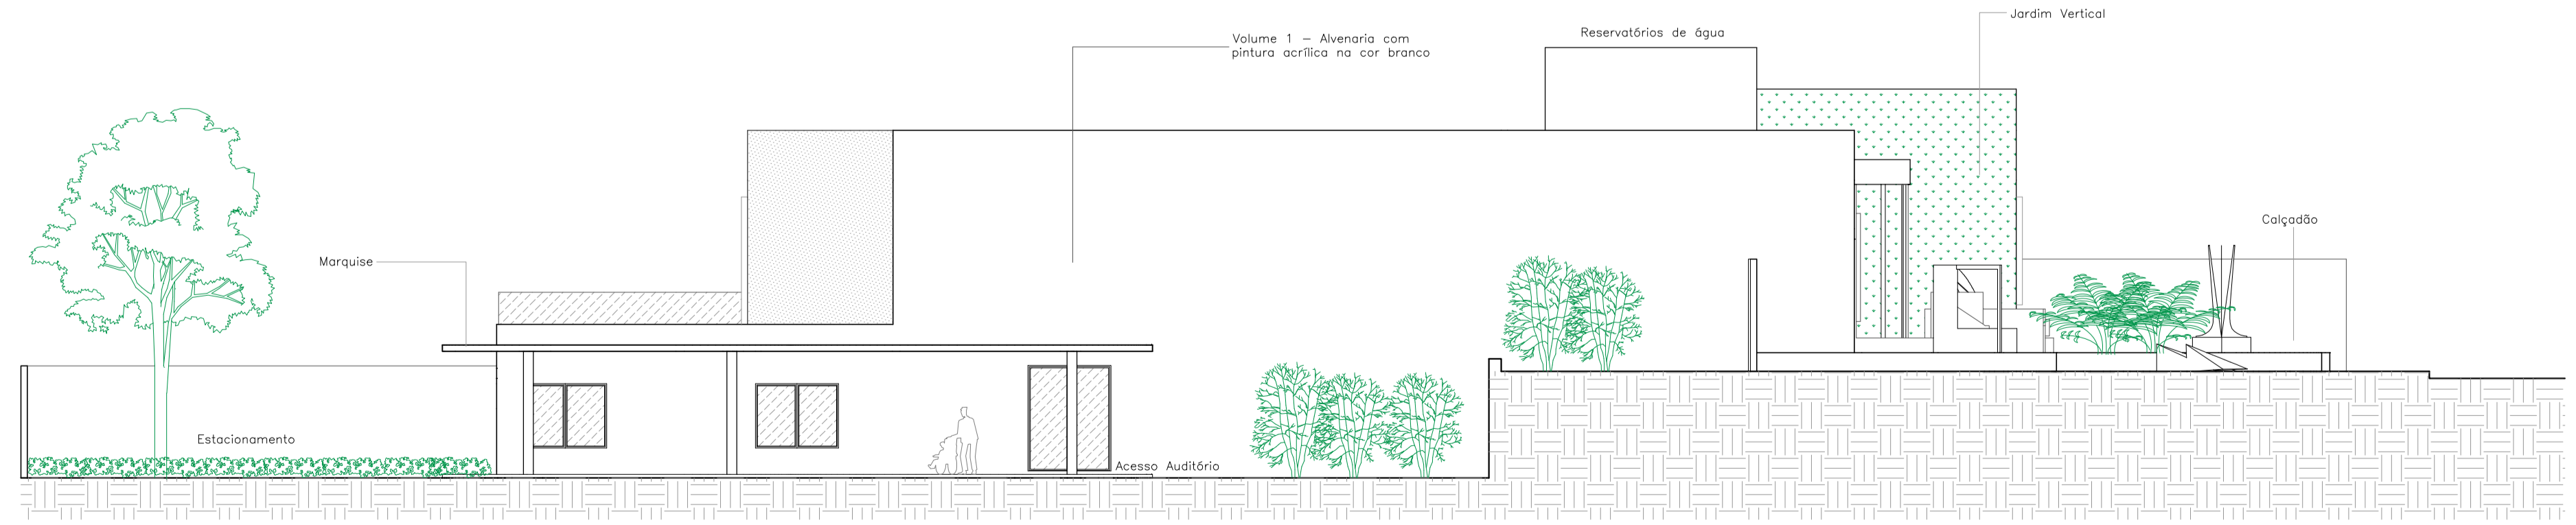 Jardim Vertical
Reservatórios de água
Volume 1 - Alvenaria com
pintura acrílica na cor branco
Calçadão
Marquise
Estacionamento
Acesso Auditório